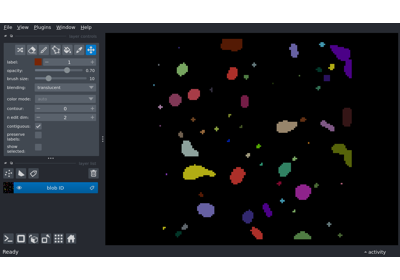 File View Plugins Window Help
label: 1
opacity: 0.70
brush size: 10
blending: translucent
color mode: auto
contour: 0
n edit dim: 2
contiguous:
preserve
labels:
show
selected:
blob ID
Ready
activity